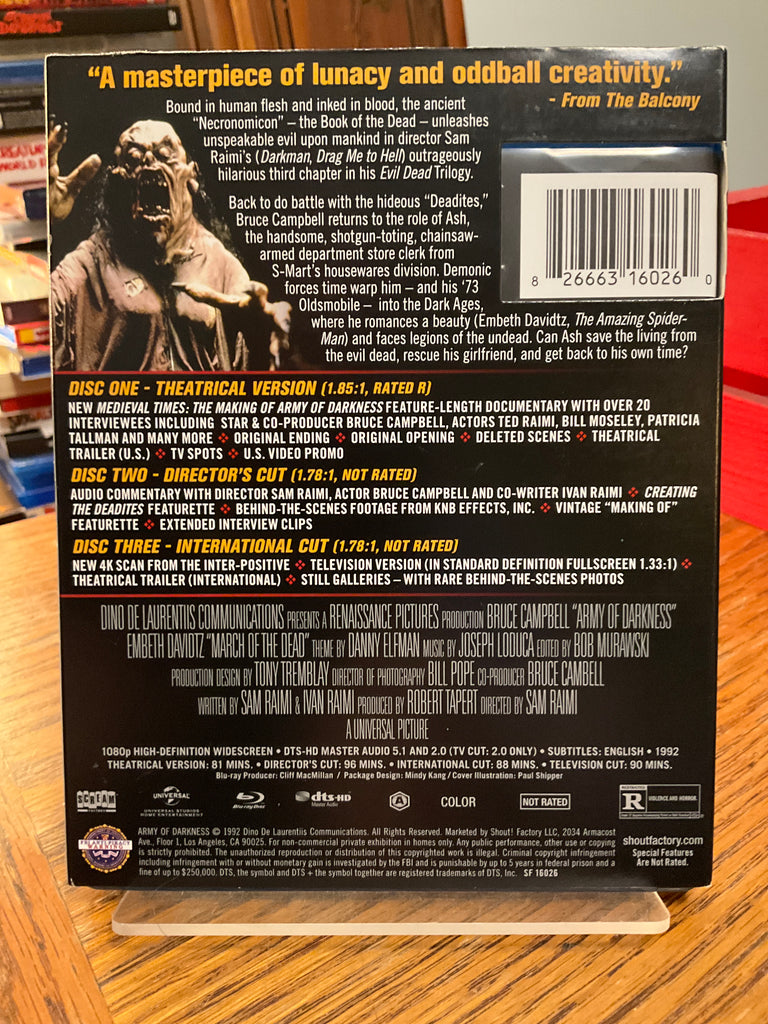 “A masterpiece of lunacy and oddball creativity.”
- From The Balcony
Bound in human flesh and inked in blood, the ancient
“Necronomicon” – the Book of the Dead – unleashes
unspeakable evil upon mankind in director Sam
Raimi’s (Darkman, Drag Me to Hell) outrageously
hilarious third chapter in his Evil Dead Trilogy.
Back to do battle with the hideous “Deadites,”
Bruce Campbell returns to the role of Ash,
the handsome, shotgun-toting, chainsaw-
armed department store clerk from
S-Mart’s housewares division. Demonic
forces time warp him – and his ’73
Oldsmobile – into the Dark Ages,
where he romances a beauty (Embeth Davidtz, The Amazing Spider-
Man) and faces legions of the undead. Can Ash save the living from
the evil dead, rescue his girlfriend, and get back to his own time?
8 26663 16026 0
DISC ONE - THEATRICAL VERSION (1.85:1, RATED R)
NEW MEDIEVAL TIMES: THE MAKING OF ARMY OF DARKNESS FEATURE-LENGTH DOCUMENTARY WITH OVER 20
INTERVIEWEES INCLUDING STAR & CO-PRODUCER BRUCE CAMPBELL, ACTORS TED RAIMI, BILL MOSELEY, PATRICIA
TALLMAN AND MANY MORE ❖ ORIGINAL ENDING ❖ ORIGINAL OPENING ❖ DELETED SCENES ❖ THEATRICAL
TRAILER (U.S.) ❖ TV SPOTS ❖ U.S. VIDEO PROMO
DISC TWO - DIRECTOR’S CUT (1.78:1, NOT RATED)
AUDIO COMMENTARY WITH DIRECTOR SAM RAIMI, ACTOR BRUCE CAMPBELL AND CO-WRITER IVAN RAIMI ❖ CREATING
THE DEADITES FEATURETTE ❖ BEHIND-THE-SCENES FOOTAGE FROM KNB EFFECTS, INC. ❖ VINTAGE “MAKING OF”
FEATURETTE ❖ EXTENDED INTERVIEW CLIPS
DISC THREE - INTERNATIONAL CUT (1.78:1, NOT RATED)
NEW 4K SCAN FROM THE INTER-POSITIVE ❖ TELEVISION VERSION (IN STANDARD DEFINITION FULLSCREEN 1.33:1) ❖
THEATRICAL TRAILER (INTERNATIONAL) ❖ STILL GALLERIES – WITH RARE BEHIND-THE-SCENES PHOTOS
DINO DE LAURENTIIS COMMUNICATIONS PRESENTS A RENAISSANCE PICTURES PRODUCTION BRUCE CAMPBELL “ARMY OF DARKNESS”
EMBETH DAVIDTZ “MARCH OF THE DEAD” THEME BY DANNY ELFMAN MUSIC BY JOSEPH LODUCA EDITED BY BOB MURAWSKI
PRODUCTION DESIGN BY TONY TREMBLAY DIRECTOR OF PHOTOGRAPHY BILL POPE CO-PRODUCER BRUCE CAMBELL
WRITTEN BY SAM RAIMI & IVAN RAIMI PRODUCED BY ROBERT TAPERT DIRECTED BY SAM RAIMI
A UNIVERSAL PICTURE
1080p HIGH-DEFINITION WIDESCREEN • DTS-HD MASTER AUDIO 5.1 AND 2.0 (TV CUT: 2.0 ONLY) • SUBTITLES: ENGLISH • 1992
THEATRICAL VERSION: 81 MINS. • DIRECTOR’S CUT: 96 MINS. • INTERNATIONAL CUT: 88 MINS. • TELEVISION CUT: 90 MINS.
Blu-ray Producer: Cliff MacMillan / Package Design: Mindy Kang / Cover Illustration: Paul Shipper
SCREAM FACTORY
UNIVERSAL
UNIVERSAL STUDIOS
HOME ENTERTAINMENT
Blu-ray Disc
dts-HD
Master Audio
A
COLOR
NOT RATED
RESTRICTED
R VIOLENCE AND HORROR.
ARMY OF DARKNESS © 1992 Dino De Laurentiis Communications. All Rights Reserved. Marketed by Shout! Factory LLC, 2034 Armacost
Ave., Floor 1, Los Angeles, CA 90025. For non-commercial private exhibition in homes only. Any public performance, other use or copying
is strictly prohibited. The unauthorized reproduction or distribution of this copyrighted work is illegal. Criminal copyright infringement
including infringement with or without monetary gain is investigated by the FBI and is punishable by up to 5 years in federal prison and a
fine of up to $250,000. DTS, the symbol and DTS + the symbol together are registered trademarks of DTS, Inc. SF 16026
shoutfactory.com
Special Features
Are Not Rated.